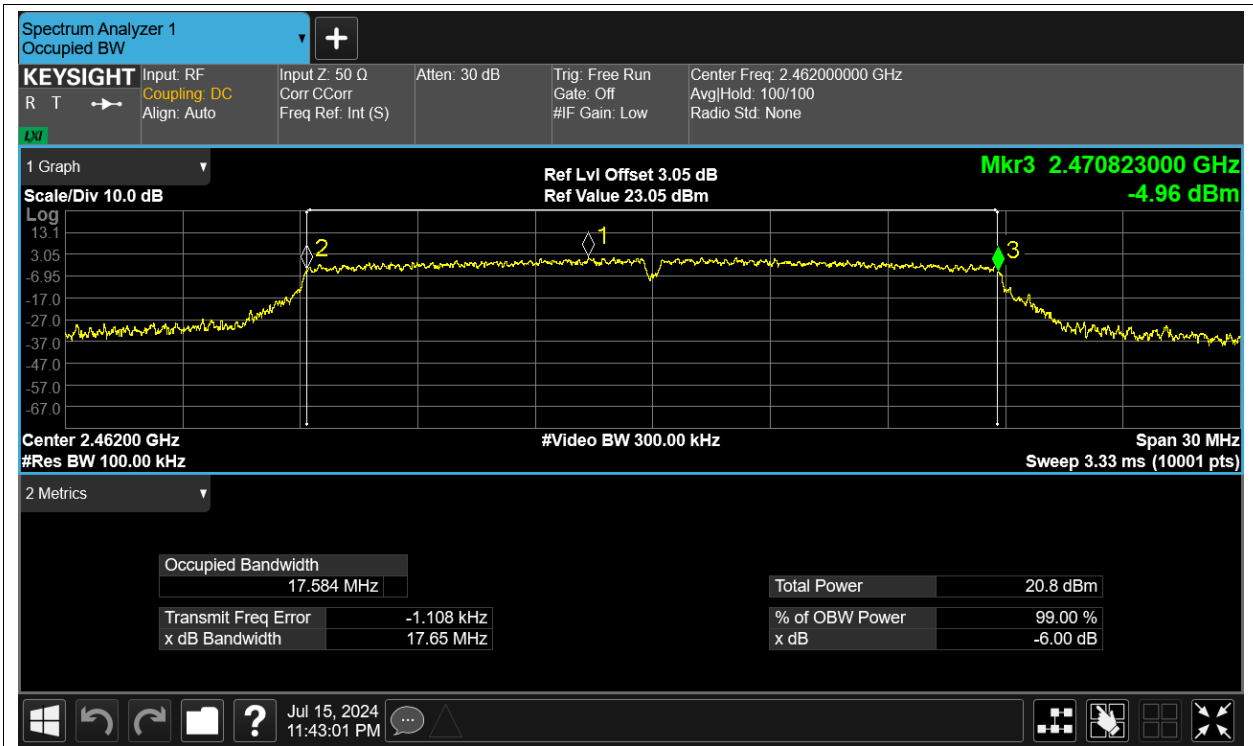 Spectrum Analyzer 1
Occupied BW
KEYSIGHT
R T
LXI
Input: RF
Coupling: DC
Align: Auto
Input Z: 50 Ω
Corr CCorr
Freq Ref: Int (S)
Atten: 30 dB
Trig: Free Run
Gate: Off
#IF Gain: Low
Center Freq: 2.462000000 GHz
Avg|Hold: 100/100
Radio Std: None
1 Graph
Scale/Div 10.0 dB
Ref Lvl Offset 3.05 dB
Ref Value 23.05 dBm
Mkr3 2.470823000 GHz
-4.96 dBm
Log
13.1
3.05
-6.95
-17.0
-27.0
-37.0
-47.0
-57.0
-67.0
2
1
3
Center 2.46200 GHz
#Video BW 300.00 kHz
Span 30 MHz
#Res BW 100.00 kHz
Sweep 3.33 ms (10001 pts)
2 Metrics
Occupied Bandwidth
17.584 MHz
Total Power 20.8 dBm
Transmit Freq Error -1.108 kHz
% of OBW Power 99.00 %
x dB Bandwidth 17.65 MHz
x dB -6.00 dB
?
Jul 15, 2024
11:43:01 PM